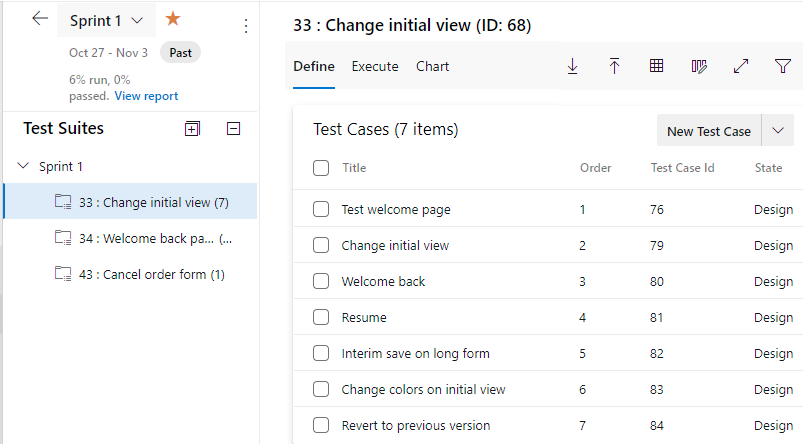 Sprint 1
Oct 27 - Nov 3 Past
6% run, 0%
passed. View report
Test Suites
Sprint 1
33 : Change initial view (7)
34 : Welcome back pa... (...
43 : Cancel order form (1)
33 : Change initial view (ID: 68)
Define Execute Chart
Test Cases (7 items) New Test Case
Title Order Test Case Id State
Test welcome page 1 76 Design
Change initial view 2 79 Design
Welcome back 3 80 Design
Resume 4 81 Design
Interim save on long form 5 82 Design
Change colors on initial view 6 83 Design
Revert to previous version 7 84 Design